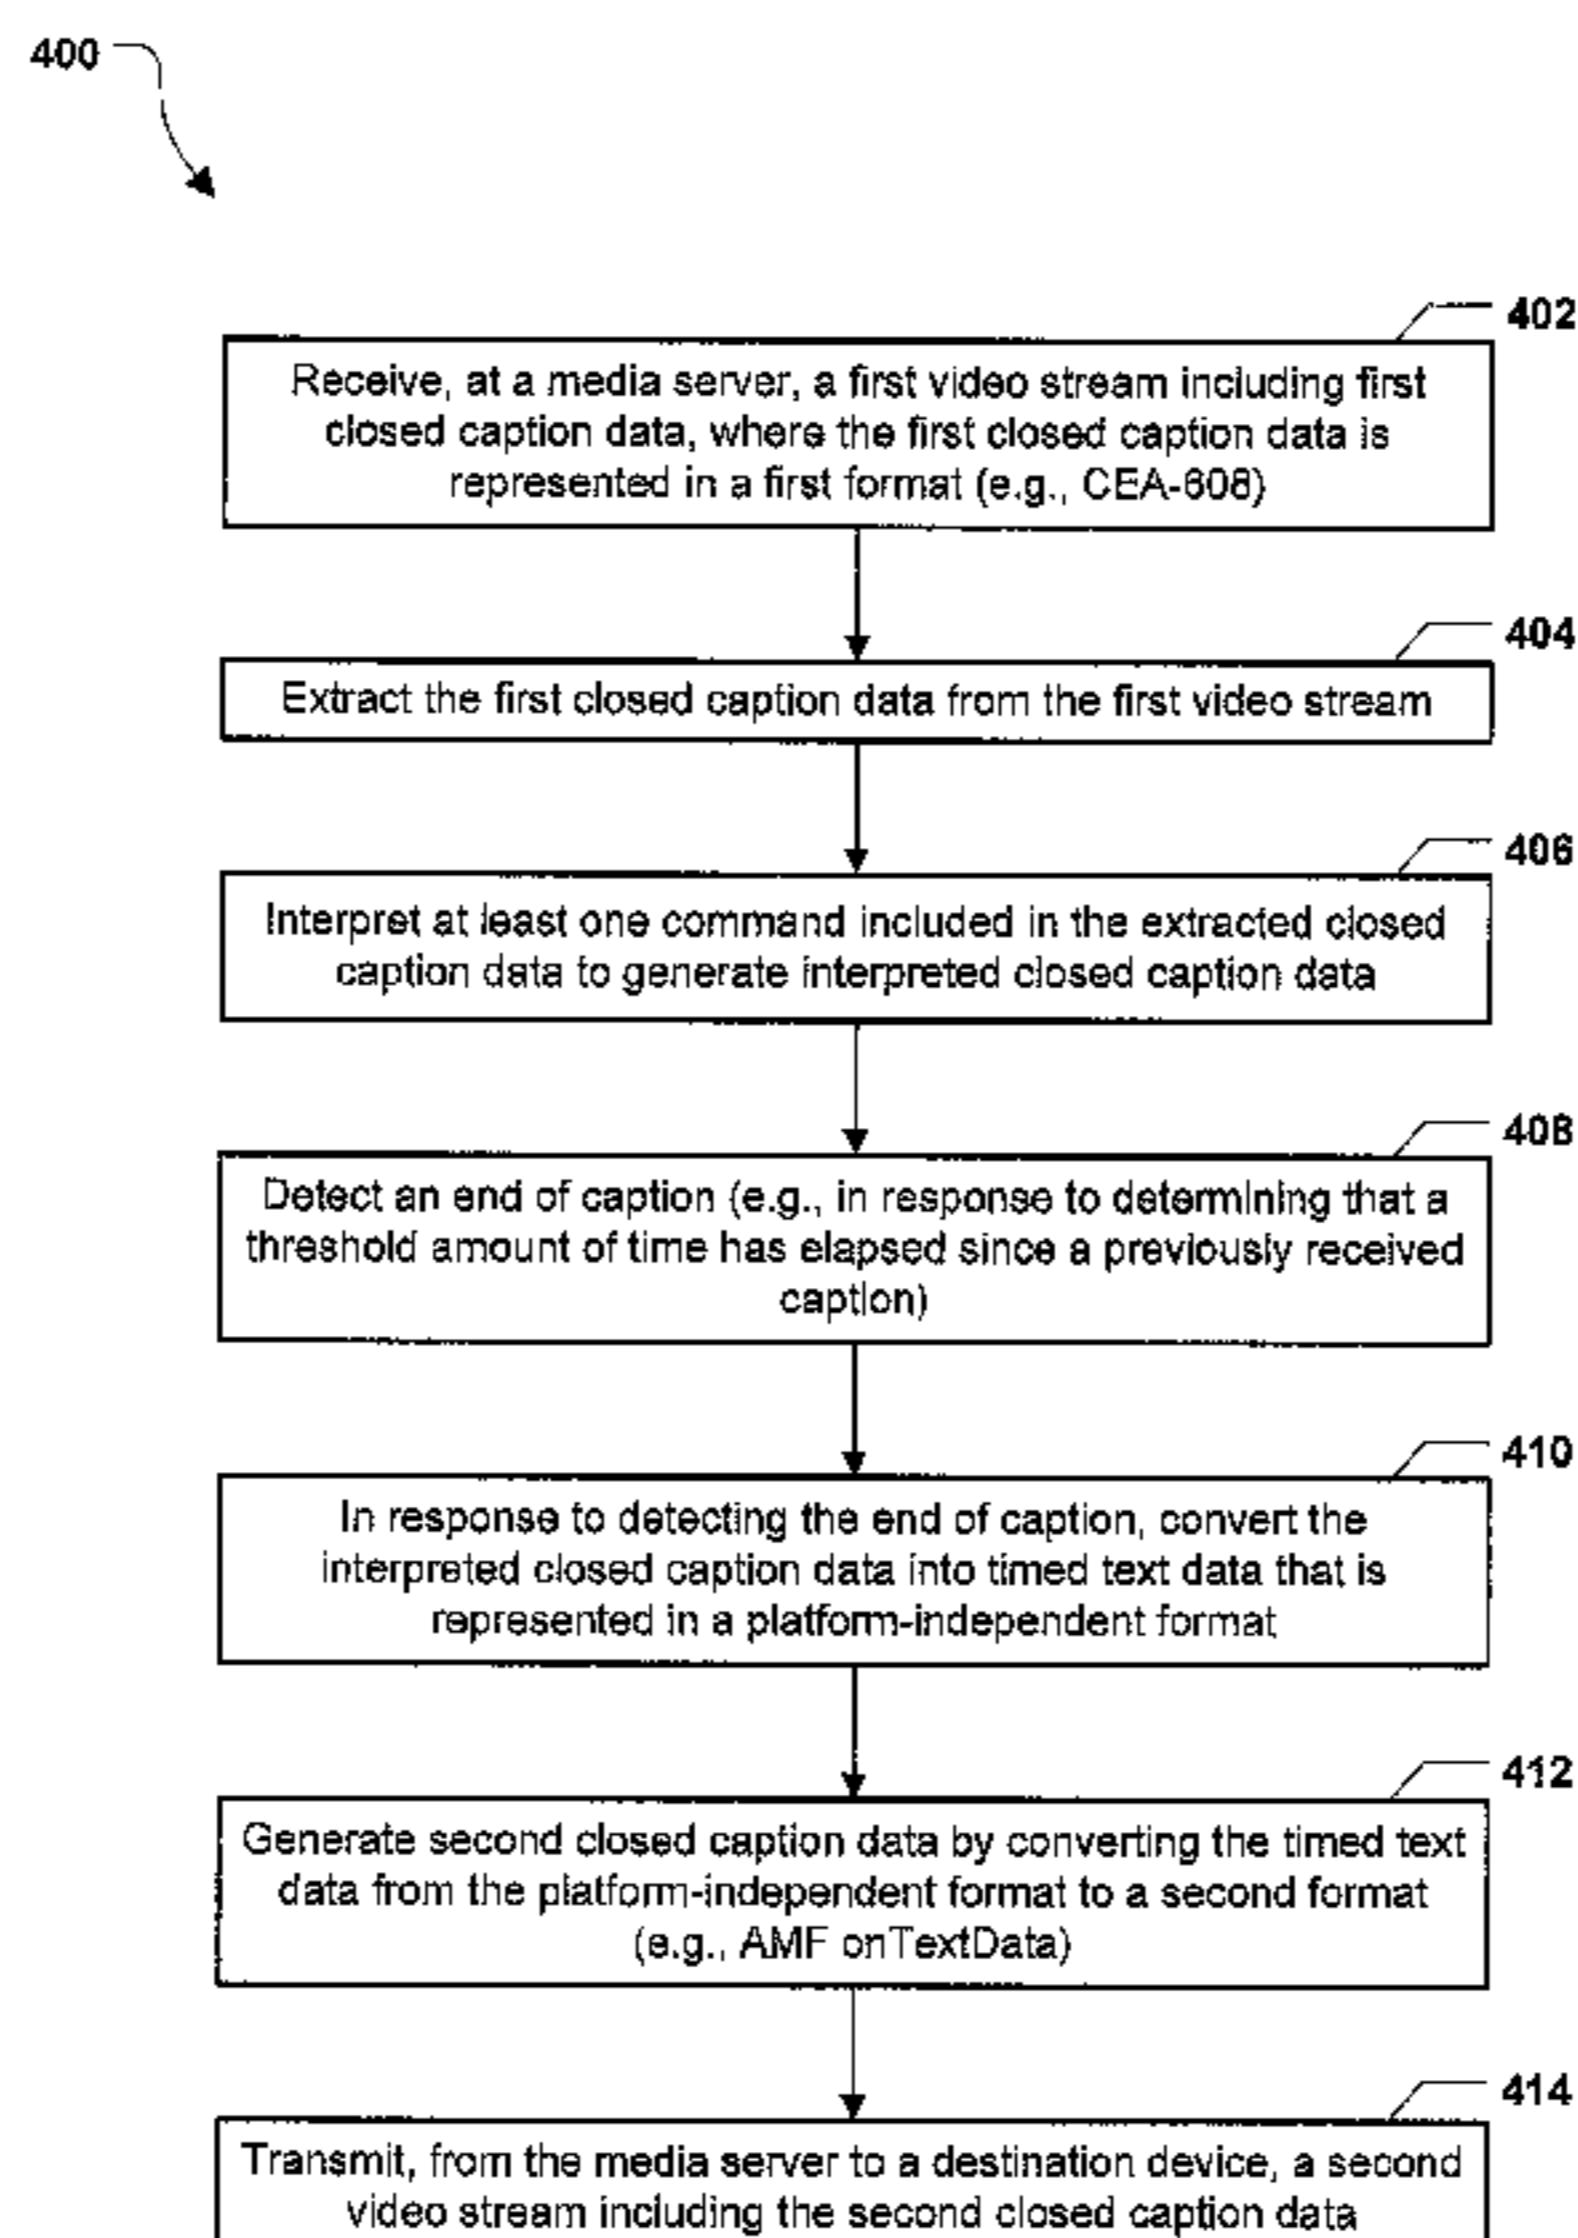 400
402
Receive, at a media server, a first video stream including first
closed caption data, where the first closed caption data is
represented in a first format (e.g., CEA-608)
404
Extract the first closed caption data from the first video stream
406
Interpret at least one command included in the extracted closed
caption data to generate interpreted closed caption data
408
Detect an end of caption (e.g., in response to determining that a
threshold amount of time has elapsed since a previously received
caption)
410
In response to detecting the end of caption, convert the
interpreted closed caption data into timed text data that is
represented in a platform-independent format
412
Generate second closed caption data by converting the timed text
data from the platform-independent format to a second format
(e.g., AMF onTextData)
414
Transmit, from the media server to a destination device, a second
video stream including the second closed caption data